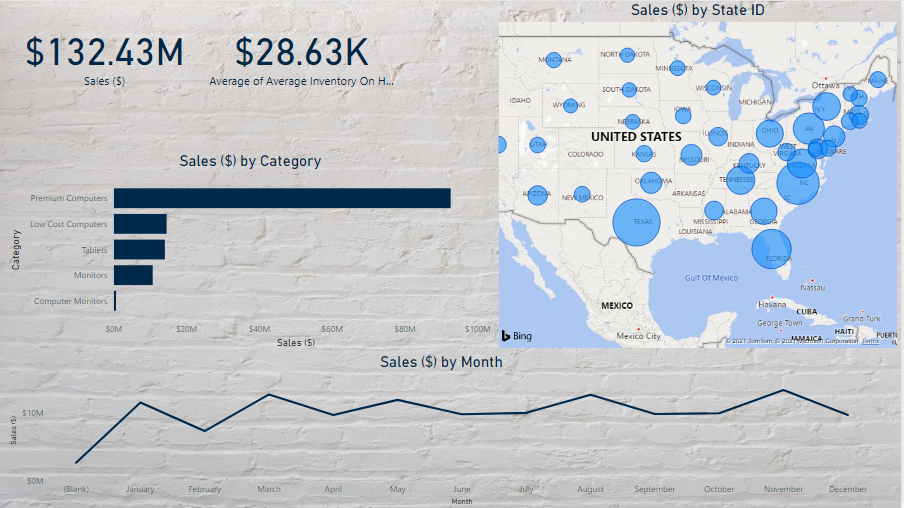 $132.43M
Sales ($)
$28.63K
Average of Average Inventory On H...
Sales ($) by State ID
MONTANA
NORTH DAKOTA
MINNESOTA
Ottawa
MAINE
IDAHO
WYOMING
SOUTH DAKOTA
WISCONSIN
MICHIGAN
N.Y.
NEBRASKA
IOWA
UNITED STATES
ILLINOIS
INDIANA
OHIO
PA
UTAH
COLORADO
KANSAS
MISSOURI
WEST
VIRGINIA
KENTUCKY
ARIZONA
NEW MEXICO
OKLAHOMA
ARKANSAS
TENNESSEE
NC
SC
TEXAS
MISSISSIPPI
ALABAMA
GEORGIA
LOUISIANA
FLORIDA
Gulf Of Mexico
Nassau
MEXICO
Havana
CUBA
George Town
Grand Turk
HAITI
JAMAICA
Mexico City
Bing
© 2021 TomTom, © 2021 Microsoft Corporation Terms
Sales ($) by Category
Category
Premium Computers
Low Cost Computers
Tablets
Monitors
Computer Monitors
$0M $20M $40M $60M $80M $100M
Sales ($)
Sales ($) by Month
Sales ($)
$10M
$0M
(Blank) January February March April May June July August September October November December
Month